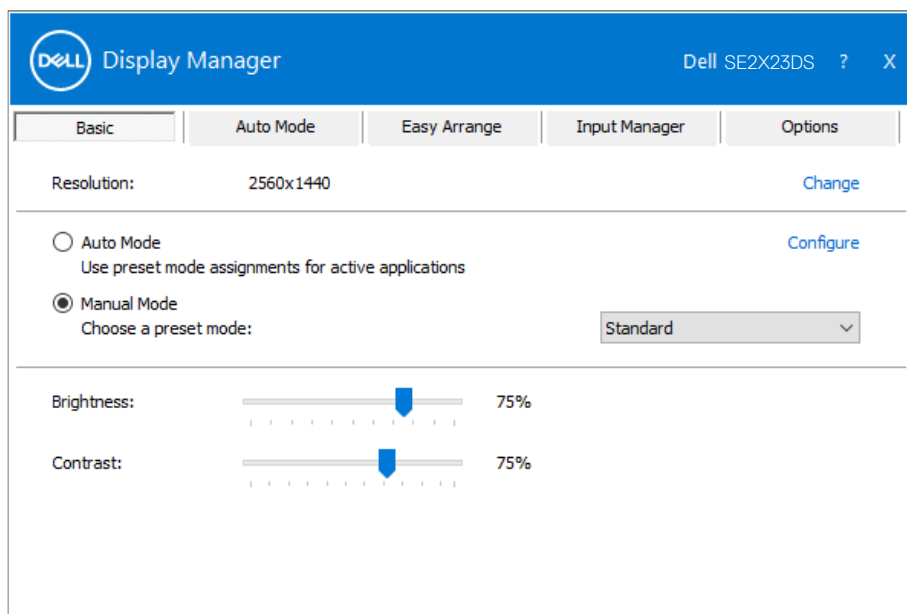 DELL Display Manager Dell SE2X23DS ? X
Basic Auto Mode Easy Arrange Input Manager Options
Resolution: 2560x1440 Change
Auto Mode Configure
Use preset mode assignments for active applications
Manual Mode
Choose a preset mode: Standard
Brightness: 75%
Contrast: 75%